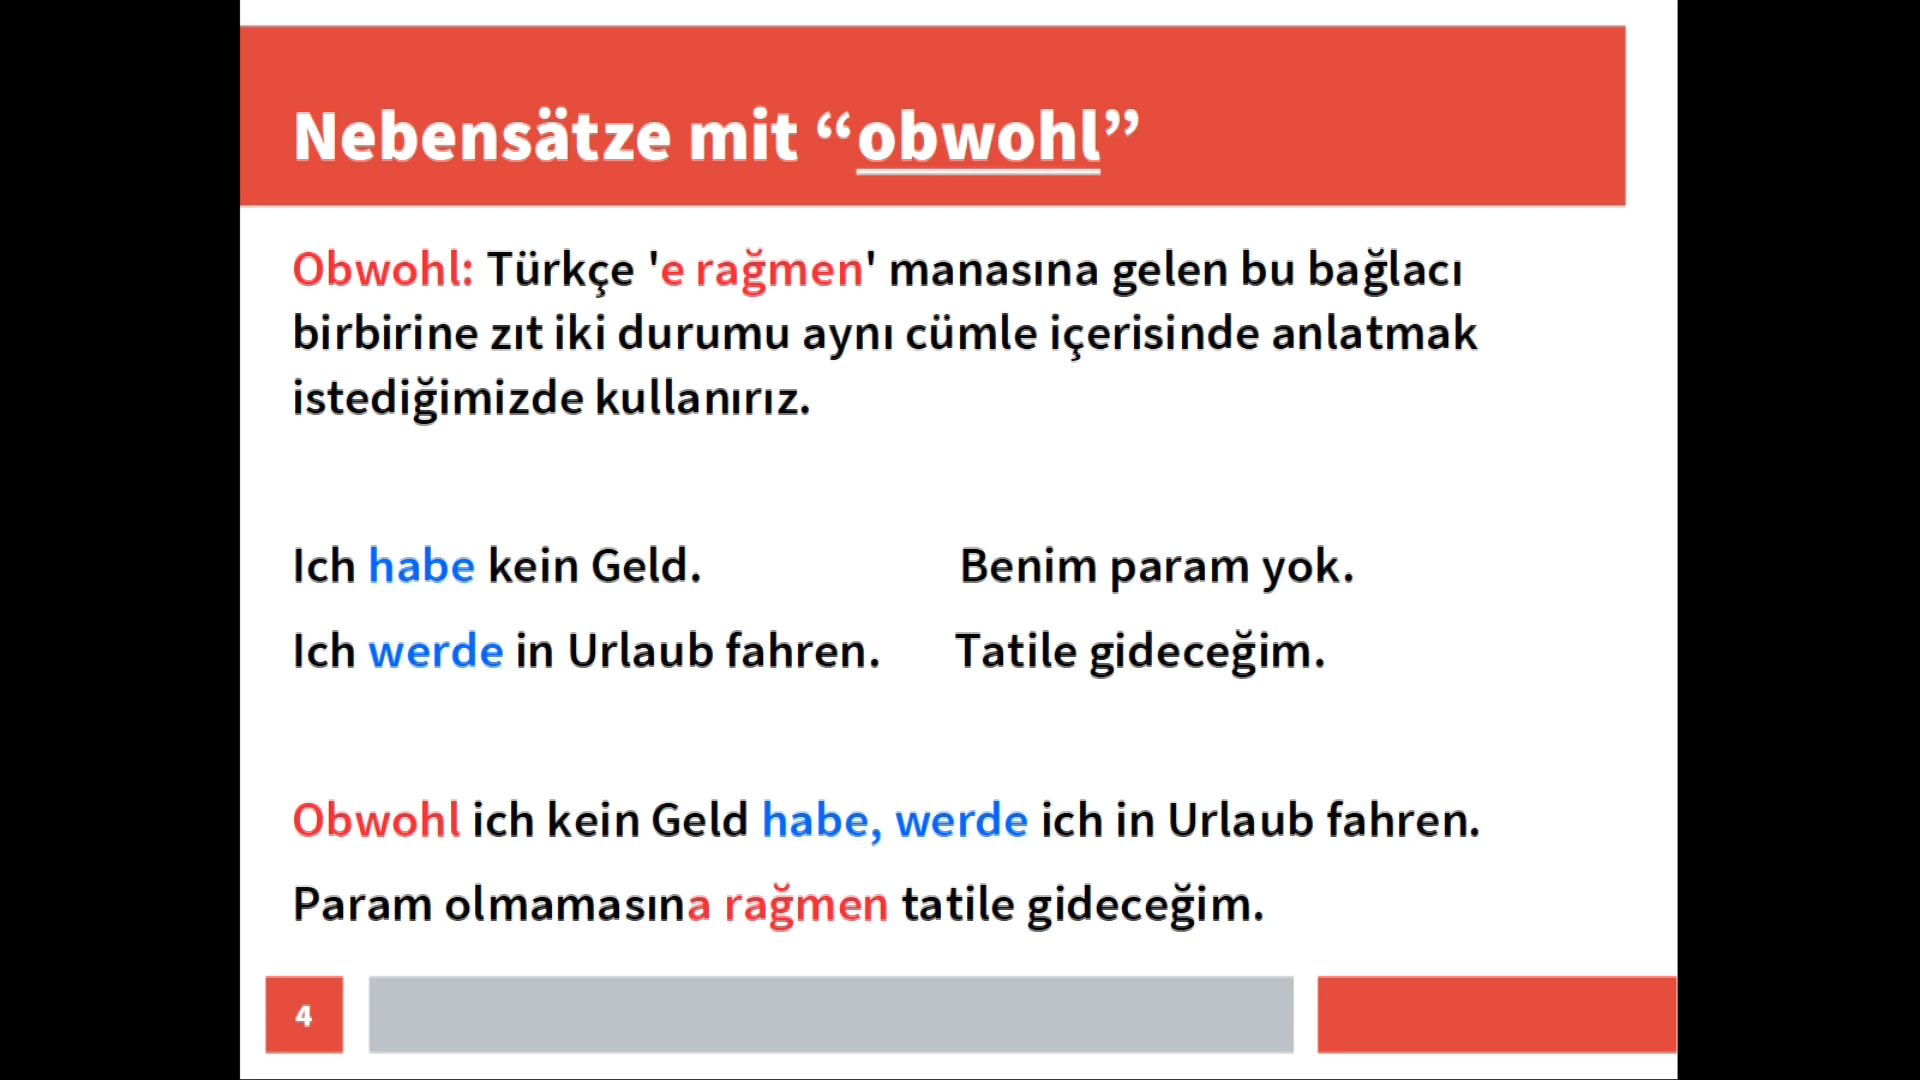 Nebensätze mit “obwohl”
Obwohl: Türkçe 'e rağmen' manasına gelen bu bağlacı
birbirine zıt iki durumu aynı cümle içerisinde anlatmak
istediğimizde kullanırız.
Ich habe kein Geld. Benim param yok.
Ich werde in Urlaub fahren. Tatile gideceğim.
Obwohl ich kein Geld habe, werde ich in Urlaub fahren.
Param olmamasına rağmen tatile gideceğim.
4